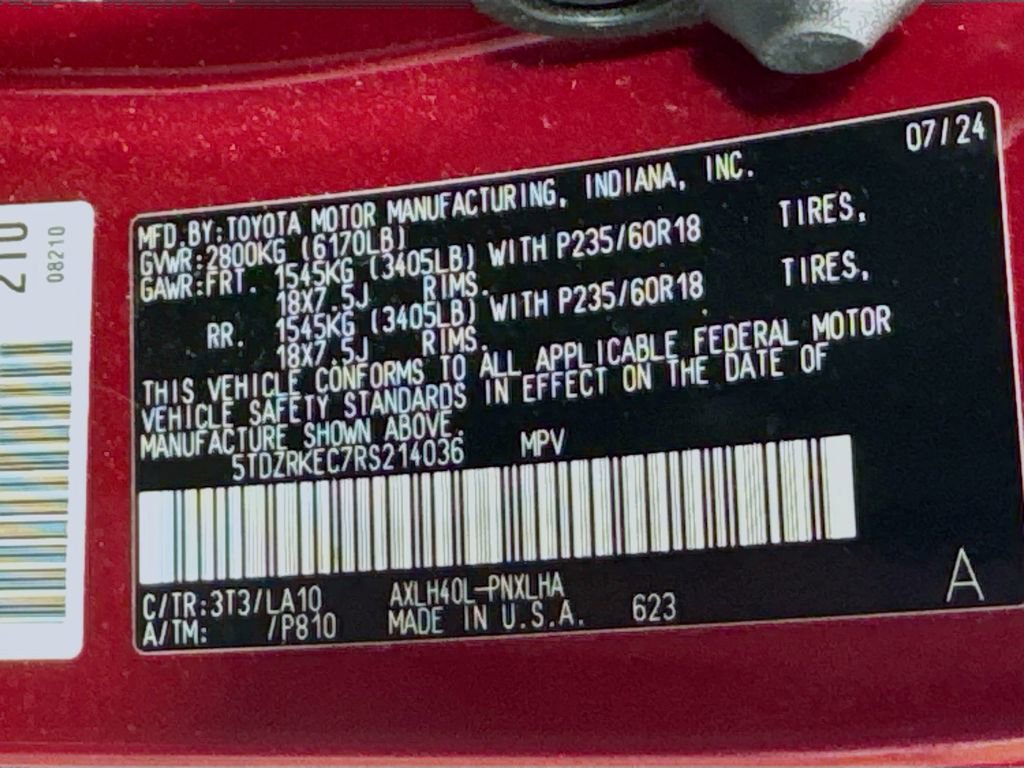 07/24
MFD.BY:TOYOTA MOTOR MANUFACTURING, INDIANA, INC.
GVWR:2800KG (6170LB)
GAWR:FRT. 1545KG (3405LB) WITH P235/60R18 TIRES,
18X7.5J RIMS.
RR. 1545KG (3405LB) WITH P235/60R18 TIRES,
18X7.5J RIMS.
THIS VEHICLE CONFORMS TO ALL APPLICABLE FEDERAL MOTOR
VEHICLE SAFETY STANDARDS IN EFFECT ON THE DATE OF
MANUFACTURE SHOWN ABOVE.
5TDZRKEC7RS214036 MPV
C/TR:3T3/LA10 AXLH40L-PNXLHA
A/TM: /P810 MADE IN U.S.A. 623
A
210
08210